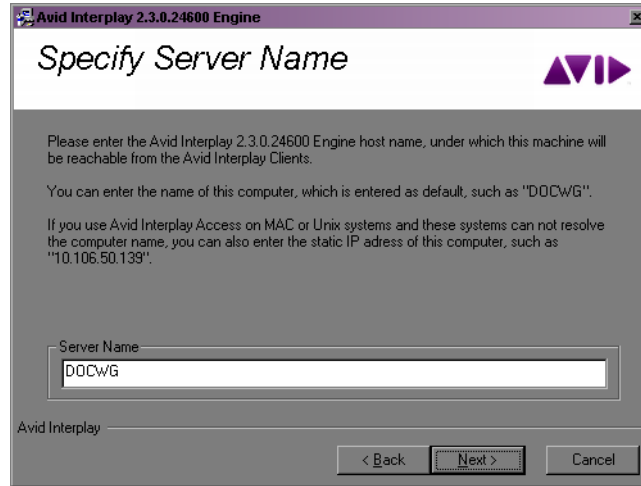 Avid Interplay 2.3.0.24600 Engine
Specify Server Name
AVID
Please enter the Avid Interplay 2.3.0.24600 Engine host name, under which this machine will
be reachable from the Avid Interplay Clients.
You can enter the name of this computer, which is entered as default, such as "DOCWG".
If you use Avid Interplay Access on MAC or Unix systems and these systems can not resolve
the computer name, you can also enter the static IP adress of this computer, such as
"10.106.50.139".
Server Name
DOCWG
Avid Interplay
< Back
Next >
Cancel